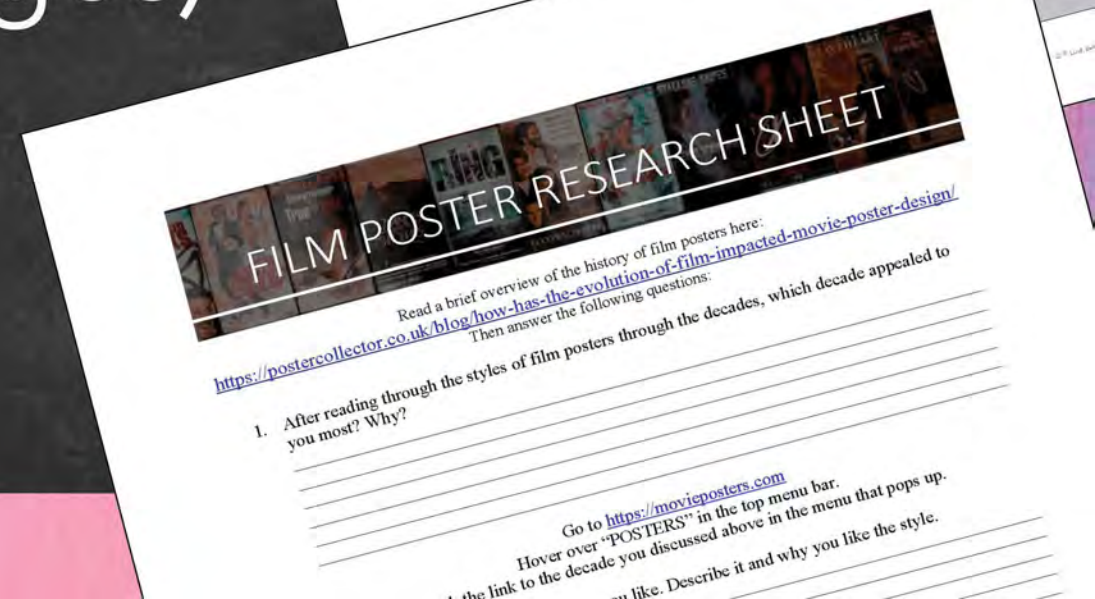 FILM POSTER RESEARCH SHEET
Read a brief overview of the history of film posters here:
https://postercollector.co.uk/blog/how-has-the-evolution-of-film-impacted-movie-poster-design/
Then answer the following questions:
1. After reading through the styles of film posters through the decades, which decade appealed to
you most? Why?
Go to https://movieposters.com
Hover over “POSTERS” in the top menu bar.
the link to the decade you discussed above in the menu that pops up.
like. Describe it and why you like the style.